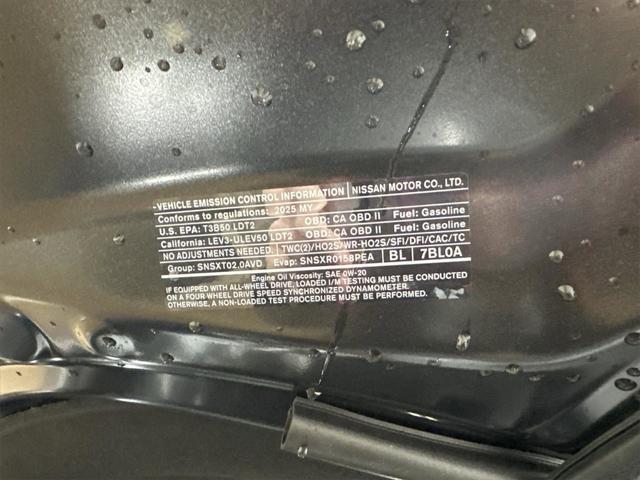 VEHICLE EMISSION CONTROL INFORMATION NISSAN MOTOR CO., LTD.
Conforms to regulations: 2025 MY
U.S. EPA: T3B50 LDT2 OBD: CA OBD II Fuel: Gasoline
California: LEV3-ULEV50 LDT2 OBD: CA OBD II Fuel: Gasoline
NO ADJUSTMENTS NEEDED. TWC(2)/HO2S/WR-HO2S/SFI/DFI/CAC/TC
Group: SNSXT02.0AVD Evap: SNSXR0158PEA BL 7BL0A
Engine Oil Viscosity: SAE 0W-20
IF EQUIPPED WITH ALL-WHEEL DRIVE, LOADED I/M TESTING MUST BE CONDUCTED
ON A FOUR WHEEL DRIVE SPEED SYNCHRONIZED DYNAMOMETER.
OTHERWISE, A NON-LOADED TEST PROCEDURE MUST BE PERFORMED.